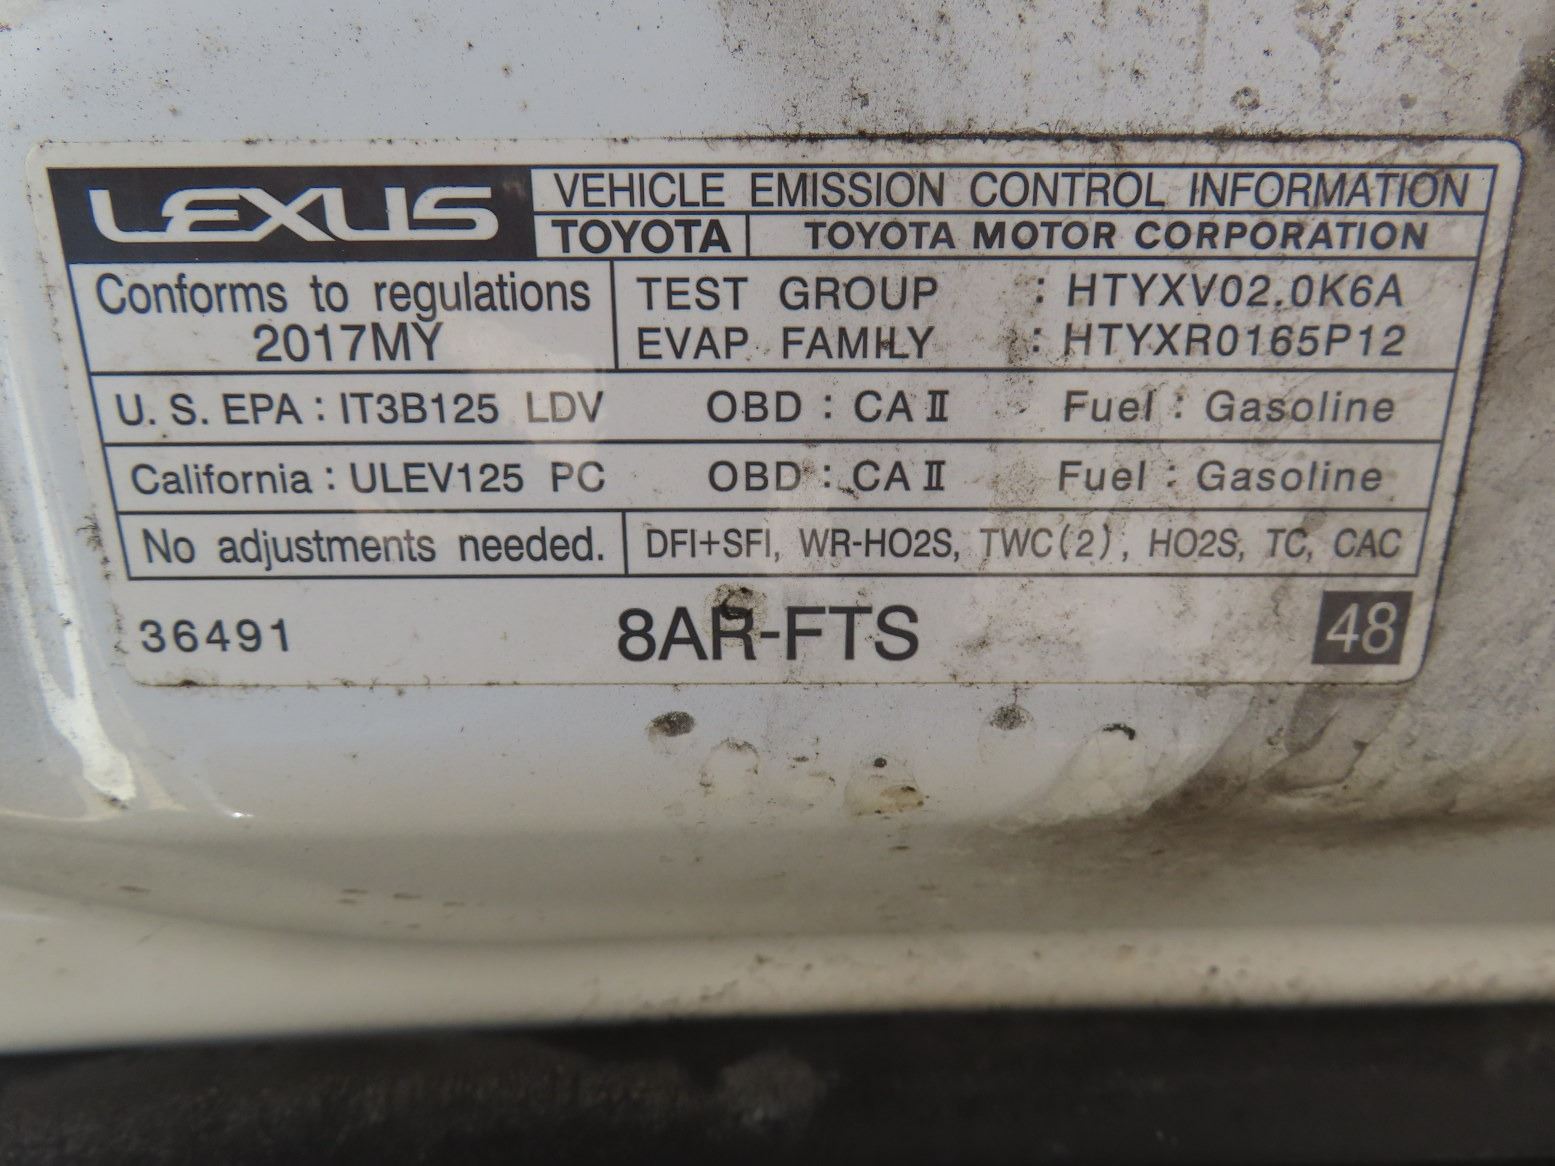 LEXUS VEHICLE EMISSION CONTROL INFORMATION
TOYOTA TOYOTA MOTOR CORPORATION
Conforms to regulations
2017MY
TEST GROUP : HTYXV02.0K6A
EVAP FAMILY : HTYXR0165P12
U. S. EPA : IT3B125 LDV OBD : CA II Fuel : Gasoline
California : ULEV125 PC OBD : CA II Fuel : Gasoline
No adjustments needed. DFI+SFI, WR-HO2S, TWC(2), HO2S, TC, CAC
36491 8AR-FTS 48